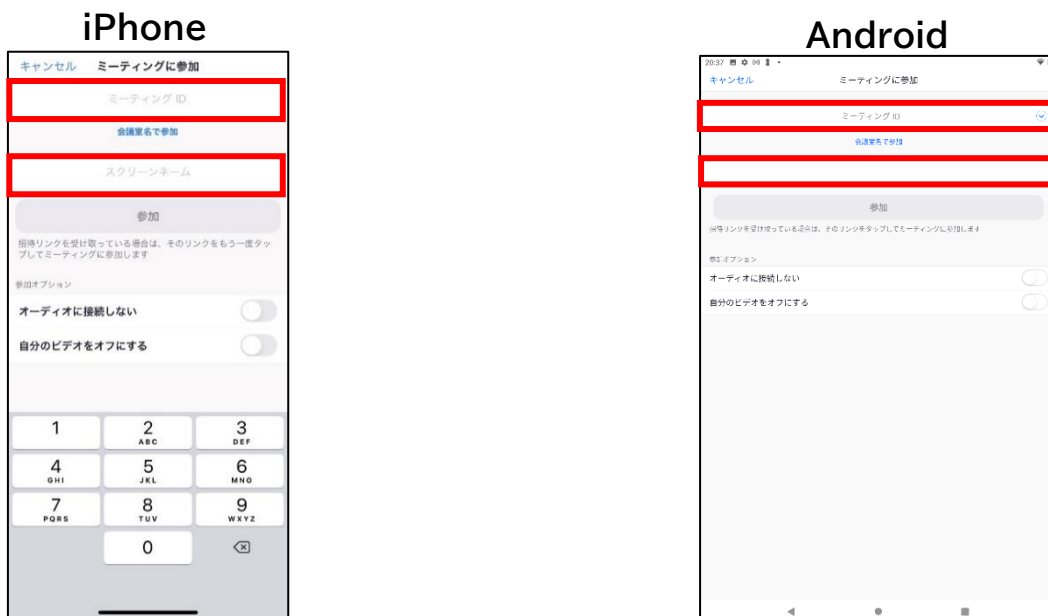 iPhone
キャンセル ミーティングに参加
ミーティング ID
会議室名で参加
スクリーンネーム
参加
招待リンクを受け取っている場合は、そのリンクをもう一度タッ
プしてミーティングに参加します
参加オプション
オーディオに接続しない
自分のビデオをオフにする
1 2 3
ABC DEF
4 5 6
GHI JKL MNO
7 8 9
PQRS TUV WXYZ
0
Android
20:37
キャンセル ミーティングに参加
ミーティング ID
会議室名で参加
参加
招待リンクを受け取っている場合は、そのリンクをタップしてミーティングに参加します
参加オプション
オーディオに接続しない
自分のビデオをオフにする